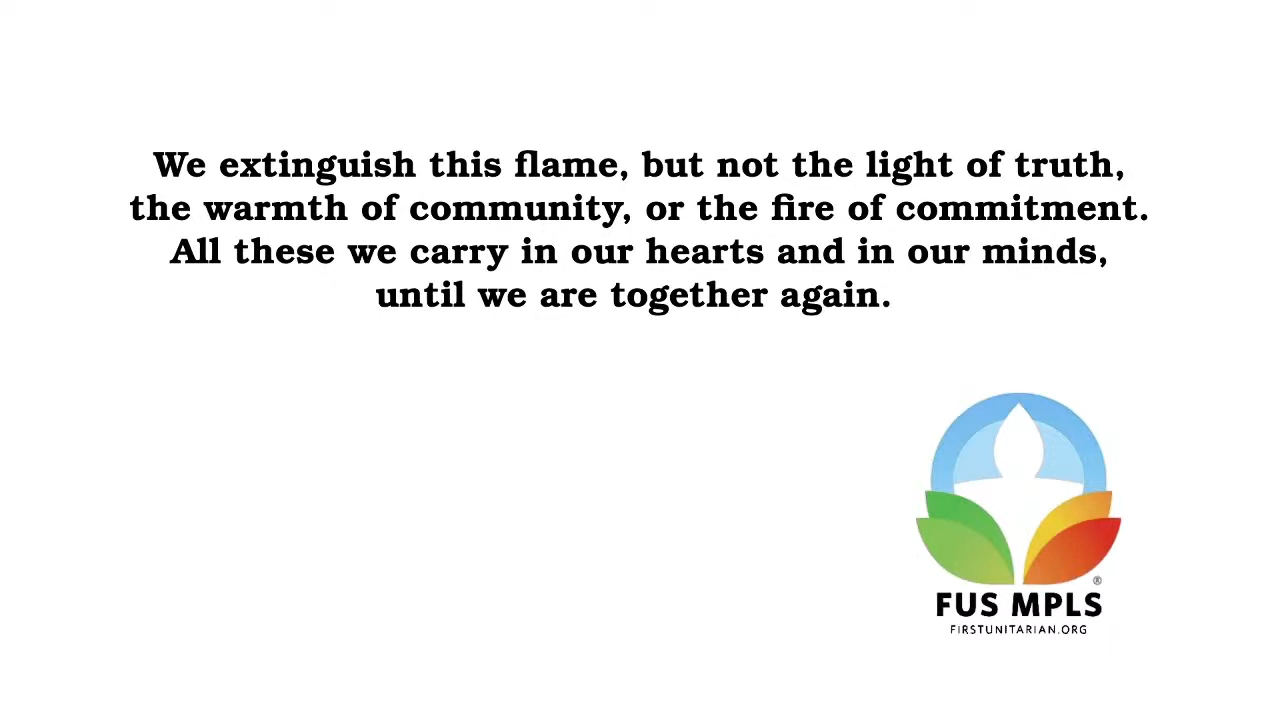 We extinguish this flame, but not the light of truth,
the warmth of community, or the fire of commitment.
All these we carry in our hearts and in our minds,
until we are together again.
®
FUS MPLS
FIRSTUNITARIAN.ORG